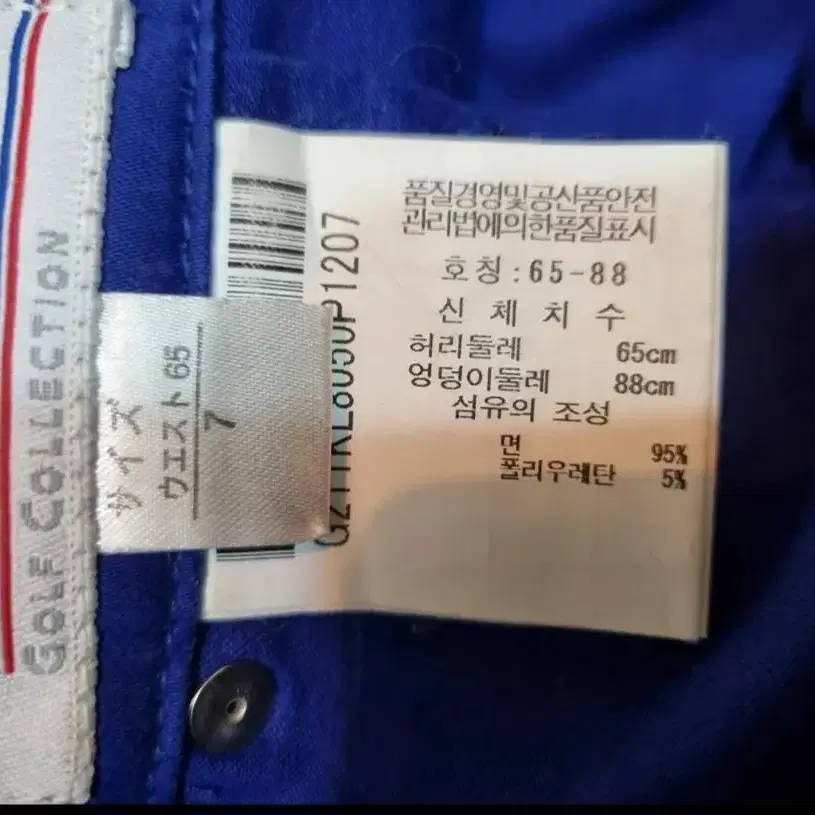 GOLF COLLECTION
サイズ
ウエスト65
7
품질경영및공산품안전
관리법에의한품질표시
호칭:65-88
신 체 치 수
허리둘레 65cm
엉덩이둘레 88cm
섬유의 조성
면 95%
폴리우레탄 5%